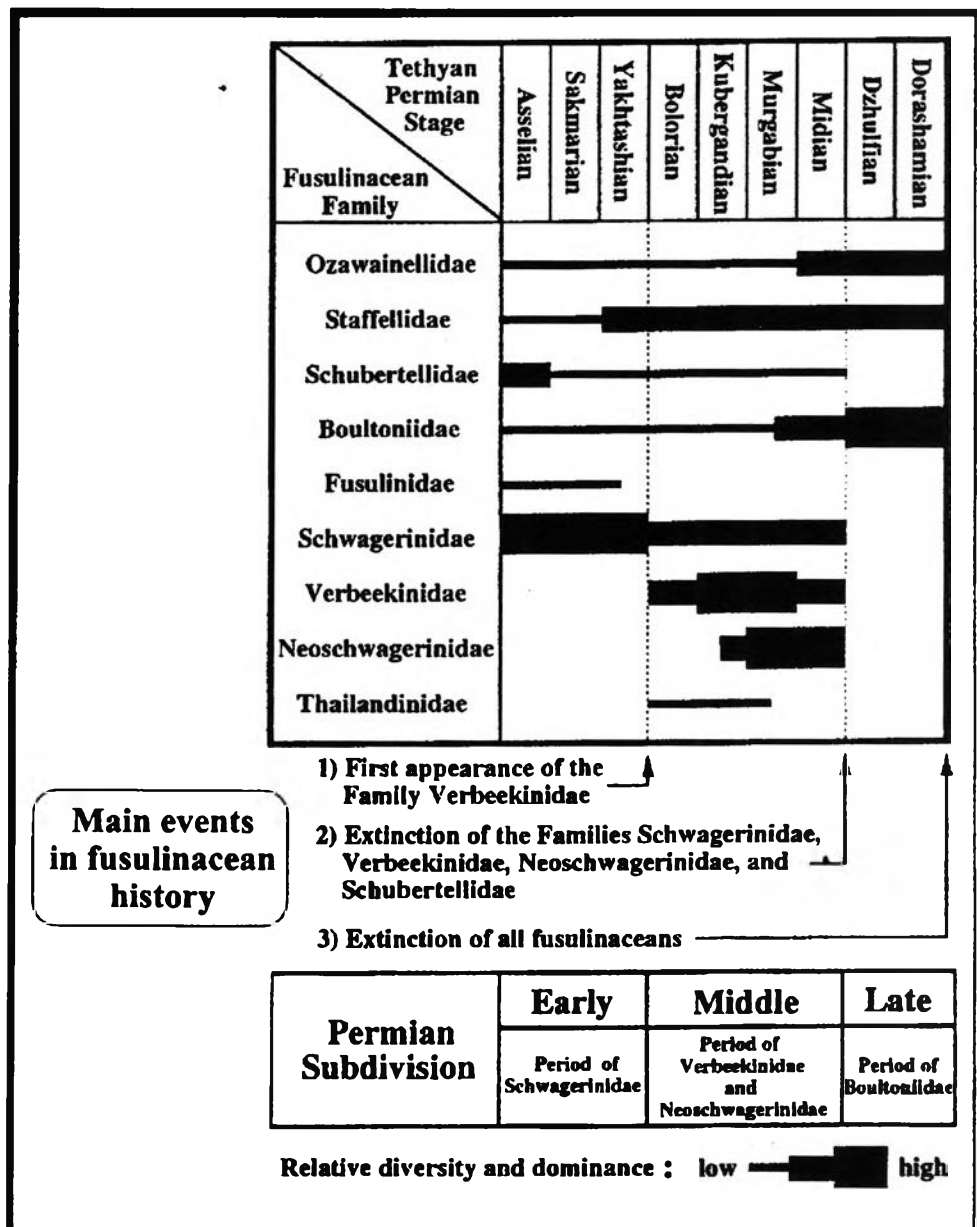 Tethyan
Permian
Stage
Fusulinacean
Family
Asselian
Sakmarian
Yakhtashian
Bolorian
Kubergandian
Murgabian
Midian
Dzhulfian
Dorashamian
Ozawainellidae
Staffellidae
Schubertellidae
Boultoniidae
Fusulinidae
Schwagerinidae
Verbeekinidae
Neoschwagerinidae
Thailandinidae
Main events
in fusulinacean
history
1) First appearance of the
Family Verbeekinidae
2) Extinction of the Families Schwagerinidae,
Verbeekinidae, Neoschwagerinidae, and
Schubertellidae
3) Extinction of all fusulinaceans
Permian
Subdivision
Early
Middle
Late
Period of
Schwagerinidae
Period of
Verbeekinidae
and
Neoschwagerinidae
Period of
Boultoniidae
Relative diversity and dominance : low high